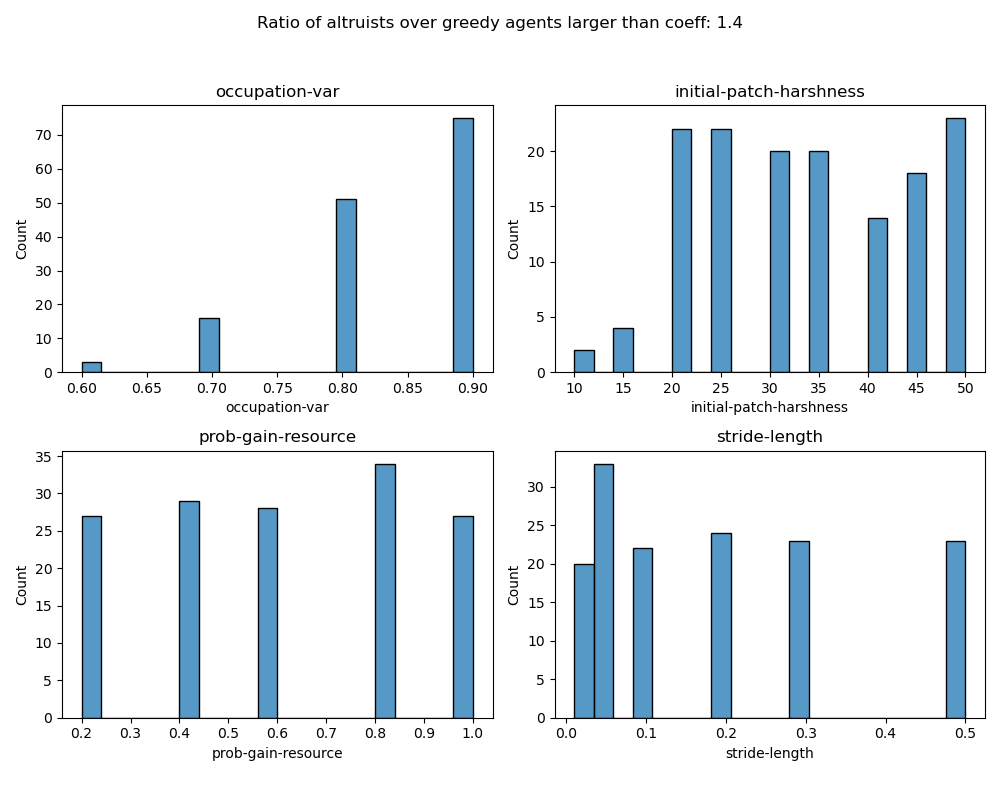 Ratio of altruists over greedy agents larger than coeff: 1.4
occupation-var
Count
70
60
50
40
30
20
10
0
0.60 0.65 0.70 0.75 0.80 0.85 0.90
occupation-var
initial-patch-harshness
Count
20
15
10
5
0
10 15 20 25 30 35 40 45 50
initial-patch-harshness
prob-gain-resource
Count
35
30
25
20
15
10
5
0
0.2 0.3 0.4 0.5 0.6 0.7 0.8 0.9 1.0
prob-gain-resource
stride-length
Count
30
25
20
15
10
5
0
0.0 0.1 0.2 0.3 0.4 0.5
stride-length